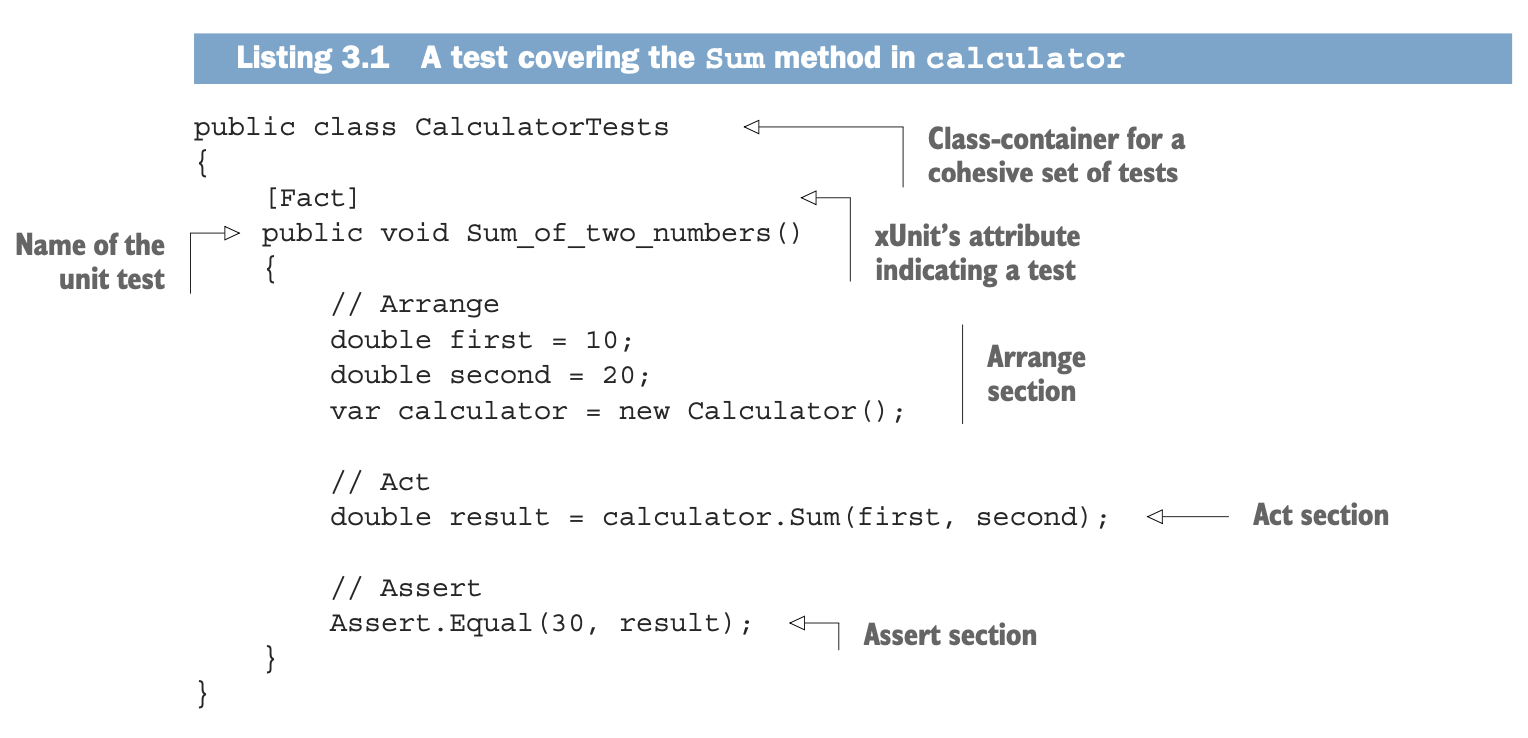 Listing 3.1 A test covering the Sum method in calculator
public class CalculatorTests
Class-container for a
cohesive set of tests
{
[Fact]
xUnit's attribute
indicating a test
Name of the
unit test
public void Sum_of_two_numbers()
{
// Arrange
double first = 10;
double second = 20;
var calculator = new Calculator();
Arrange
section
// Act
double result = calculator.Sum(first, second);
Act section
// Assert
Assert.Equal(30, result);
Assert section
}
}